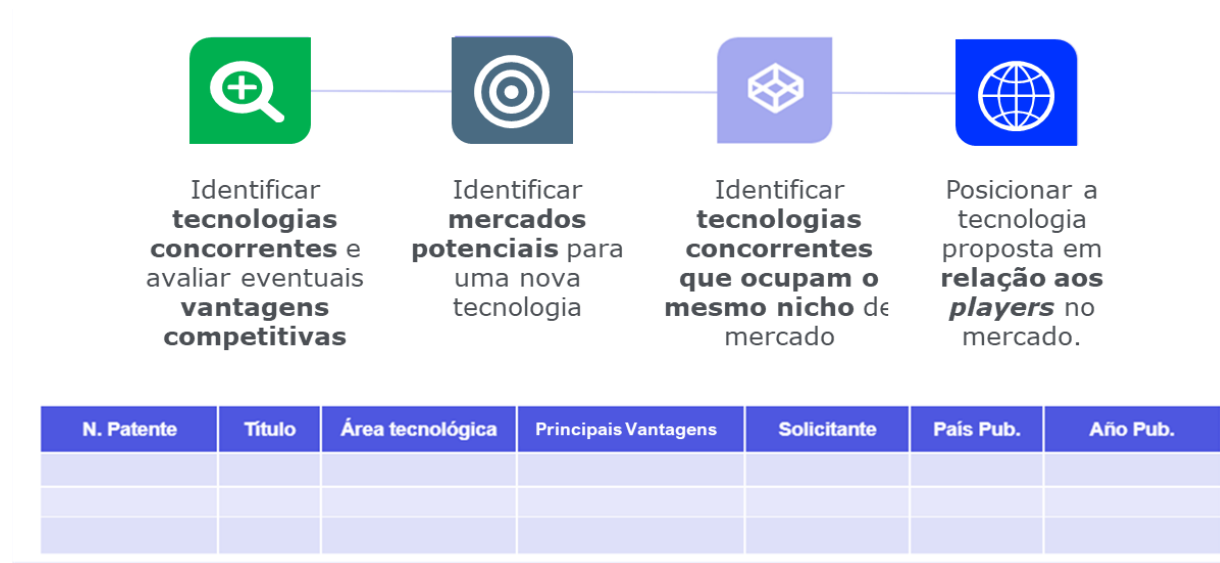 Identificar
tecnologias
concorrentes e
avaliar eventuais
vantagens
competitivas
Identificar
mercados
potenciais para
uma nova
tecnologia
Identificar
tecnologias
concorrentes
que ocupam o
mesmo nicho de
mercado
Posicionar a
tecnologia
proposta em
relação aos
players no
mercado.
N. Patente Título Área tecnológica Principais Vantagens Solicitante País Pub. Año Pub.